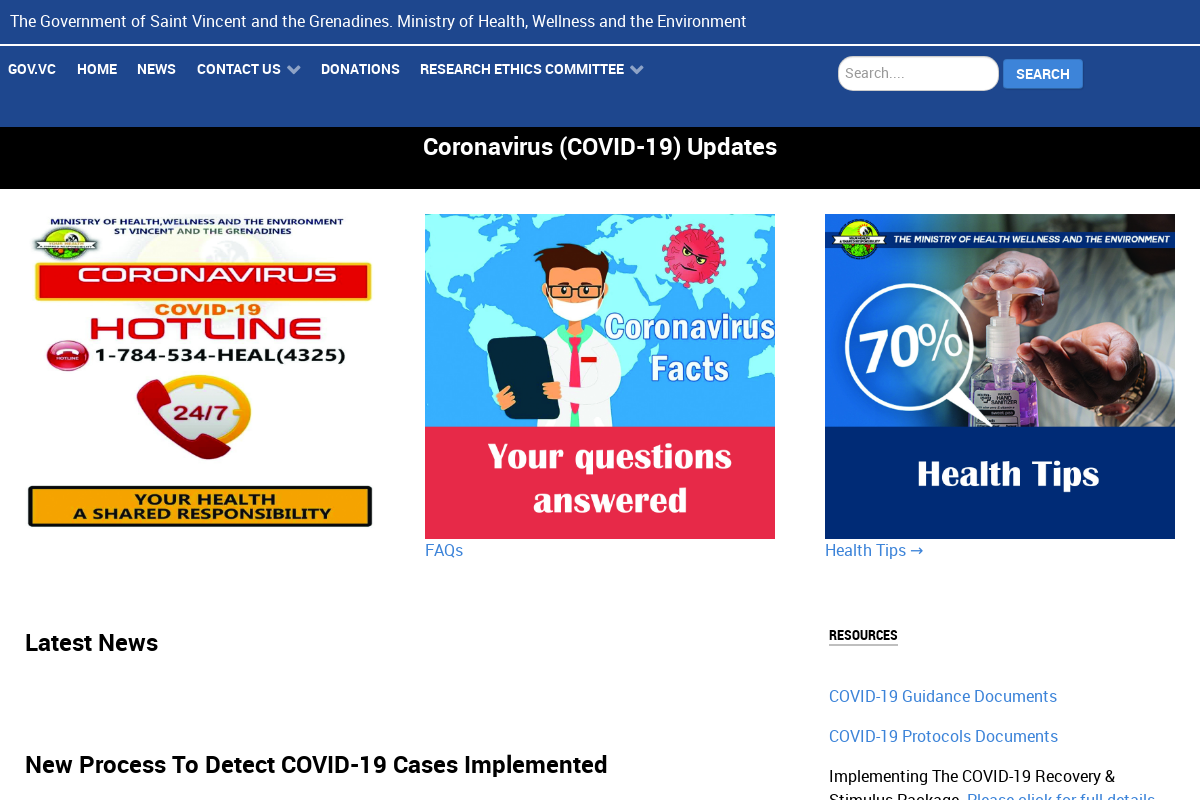 The Government of Saint Vincent and the Grenadines. Ministry of Health, Wellness and the Environment
GOV.VC HOME NEWS CONTACT US DONATIONS RESEARCH ETHICS COMMITTEE
Search....
SEARCH
Coronavirus (COVID-19) Updates
MINISTRY OF HEALTH,WELLNESS AND THE ENVIRONMENT
ST VINCENT AND THE GRENADINES
CORONAVIRUS
COVID-19
HOTLINE
HOTLINE
1-784-534-HEAL(4325)
24/7
YOUR HEALTH
A SHARED RESPONSIBILITY
Coronavirus
Facts
Your questions
answered
FAQs
THE MINISTRY OF HEALTH WELLNESS AND THE ENVIRONMENT
70%
HAND
SANITIZER
Health Tips
Health Tips →
Latest News
New Process To Detect COVID-19 Cases Implemented
RESOURCES
COVID-19 Guidance Documents
COVID-19 Protocols Documents
Implementing The COVID-19 Recovery &
Stimulus Package. Please click for full details